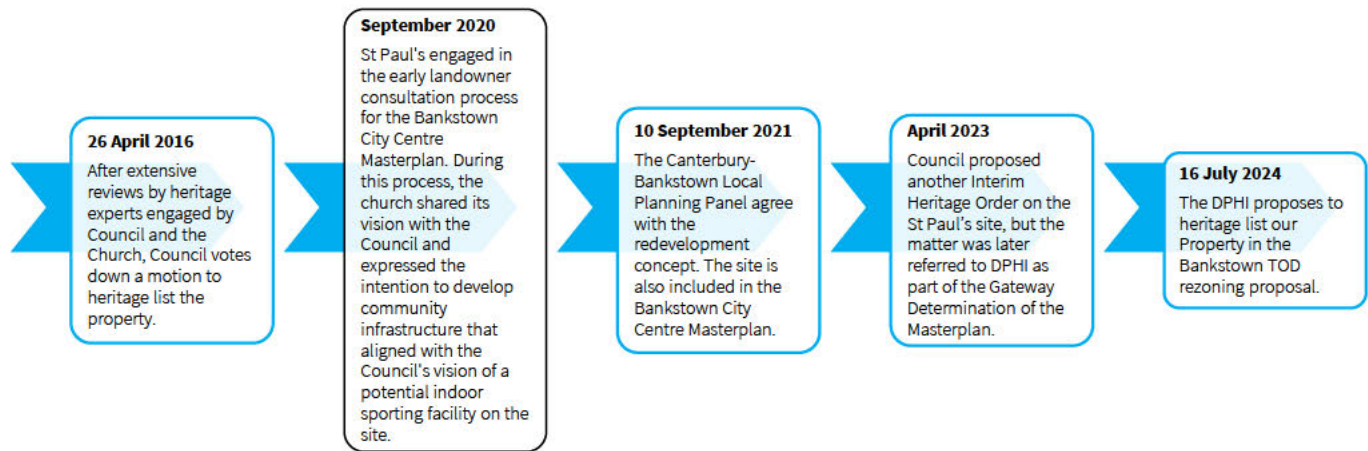 26 April 2016
After extensive
reviews by heritage
experts engaged by
Council and the
Church, Council votes
down a motion to
heritage list the
property.
September 2020
St Paul's engaged in
the early landowner
consultation process
for the Bankstown
City Centre
Masterplan. During
this process, the
church shared its
vision with the
Council and
expressed the
intention to develop
community
infrastructure that
aligned with the
Council's vision of a
potential indoor
sporting facility on the
site.
10 September 2021
The Canterbury-
Bankstown Local
Planning Panel agree
with the
redevelopment
concept. The site is
also included in the
Bankstown City
Centre Masterplan.
April 2023
Council proposed
another Interim
Heritage Order on the
St Paul's site, but the
matter was later
referred to DPHI as
part of the Gateway
Determination of the
Masterplan.
16 July 2024
The DPHI proposes to
heritage list our
Property in the
Bankstown TOD
rezoning proposal.